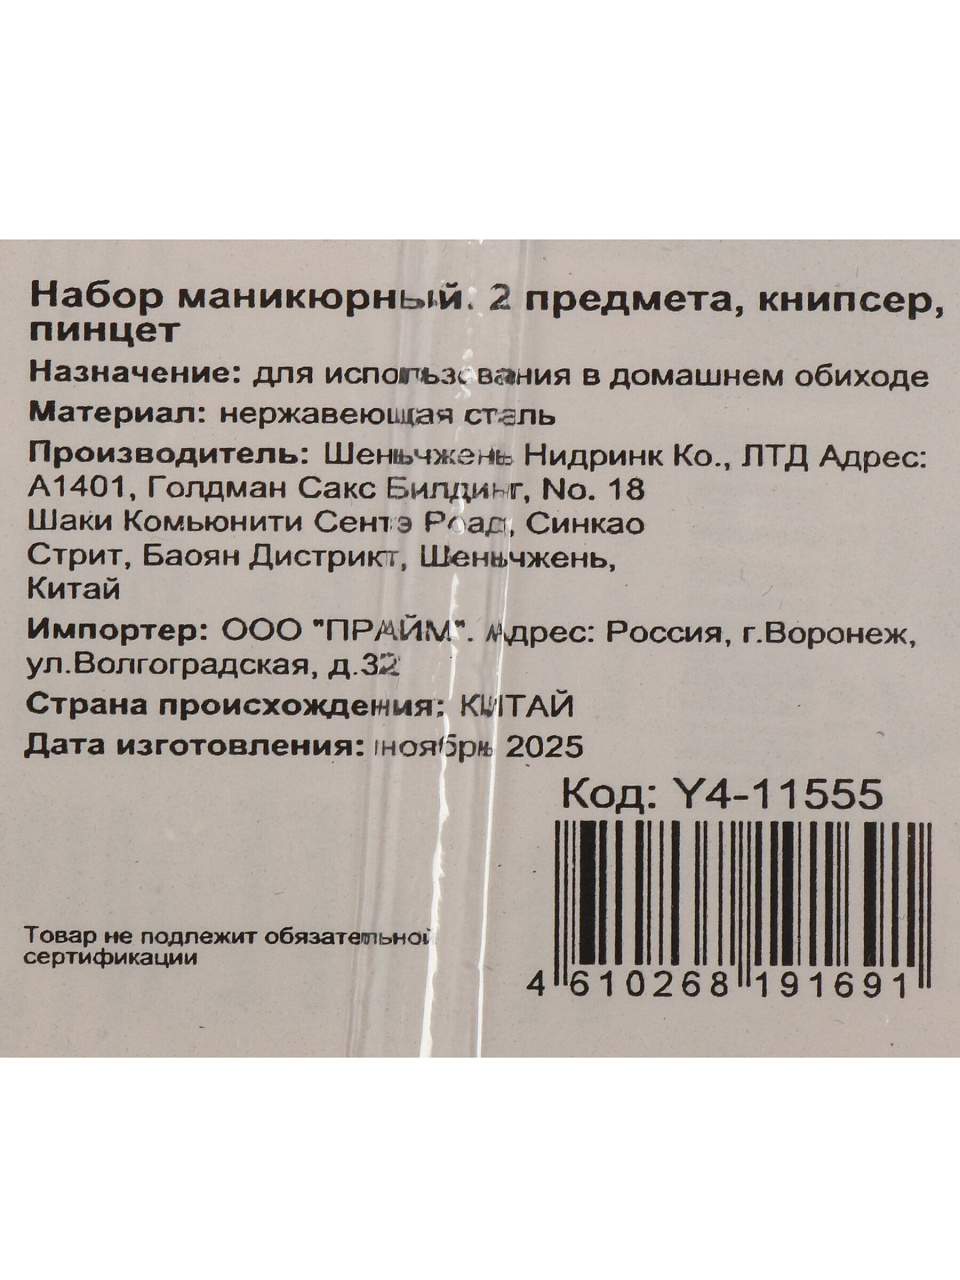 Набор маникюрный. 2 предмета, книпсер,
пинцет
Назначение: для использования в домашнем обиходе
Материал: нержавеющая сталь
Производитель: Шеньчжень Нидринк Ко., ЛТД Адрес:
А1401, Голдман Сакс Билдинг, No. 18
Шаки Комьюнити Сентэ Роад, Синкао
Стрит, Баоян Дистрикт, Шеньчжень,
Китай
Импортер: ООО "ПРАЙМ". Адрес: Россия, г.Воронеж,
ул.Волгоградская, д.32
Страна происхождения: КИТАЙ
Дата изготовления: ноябрь 2025
Код: Y4-11555
Товар не подлежит обязательной
сертификации
4 610268 191691